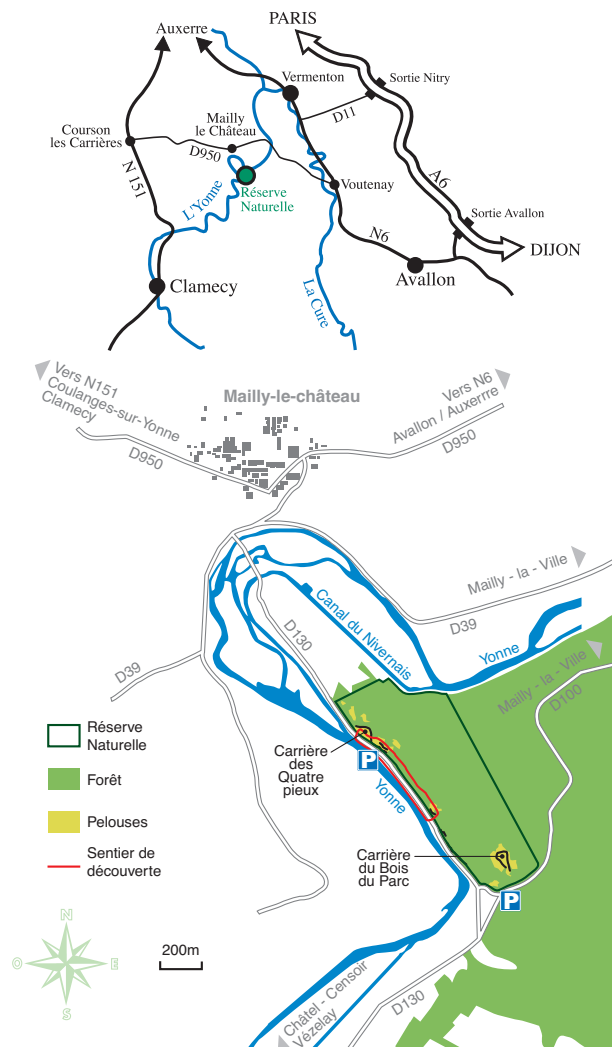 PARIS
Auxerre
Sortie Nitry
Vermenton
D11
Mailly
le Château
Courson
les Carrières
D950
A6
N 151
Réserve
Naturelle
Voutenay
L'Yonne
Sortie Avallon
N6
DIJON
Avallon
Clamecy
La Cure
Vers N151
Coulanges-sur-Yonne
Clamecy
Mailly-le-château
Vers N6
Avallon / Auxerrre
D950
D950
Mailly - la - Ville
Canal du Nivernais
D39
D130
Yonne
D39
Mailly - la - Ville
D100
Réserve
Naturelle
Carrière
des
Quatre
pieux
P
Yonne
Forêt
Pelouses
Sentier de
découverte
Carrière
du Bois
du Parc
P
N
O
E
S
200m
Châtel - Censoir
Vézelay
D130